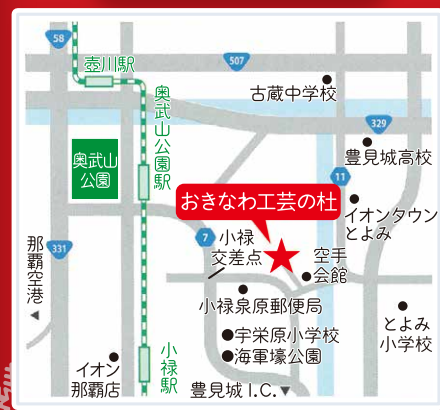 58
壺川駅
507
古蔵中学校
奥武山公園駅
329
奥武山
公園
豊見城高校
11
おきなわ工芸の杜
イオンタウン
とよみ
7
小禄
交差点
空手
会館
331
那覇空港
小禄泉原郵便局
とよみ
小学校
宇栄原小学校
海軍壕公園
イオン
那覇店
小禄駅
豊見城 I.C.